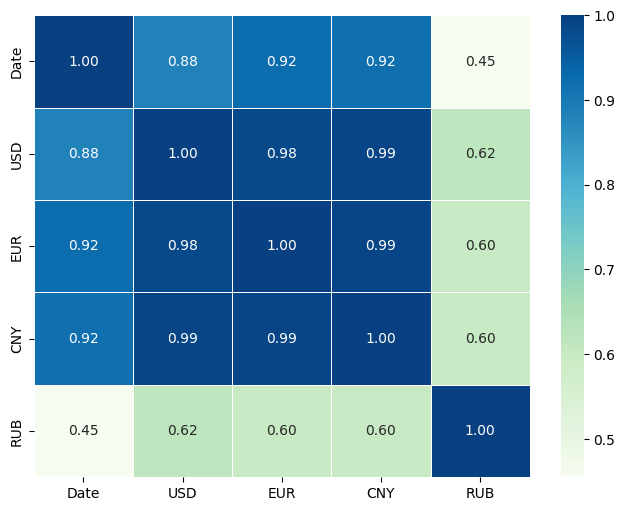 Date 1.00 0.88 0.92 0.92 0.45
USD 0.88 1.00 0.98 0.99 0.62
EUR 0.92 0.98 1.00 0.99 0.60
CNY 0.92 0.99 0.99 1.00 0.60
RUB 0.45 0.62 0.60 0.60 1.00
Date USD EUR CNY RUB
1.0
0.9
0.8
0.7
0.6
0.5